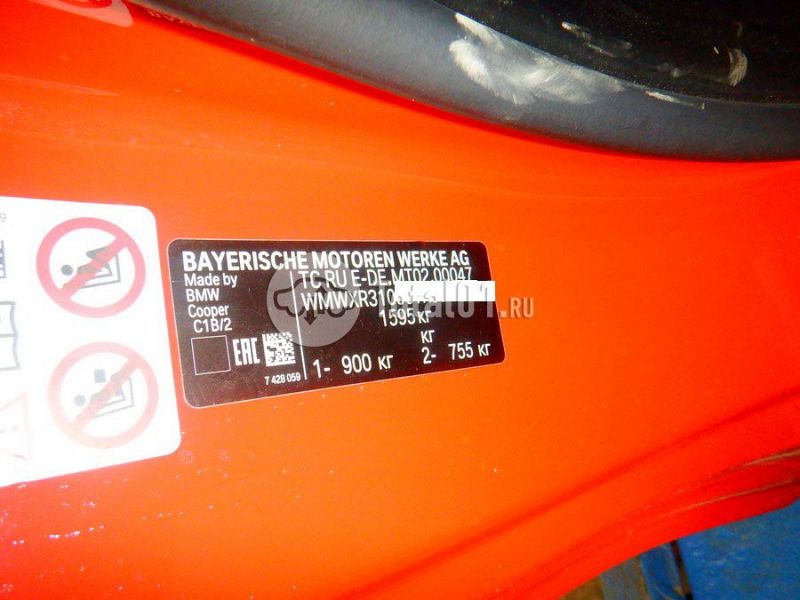 BAYERISCHE MOTOREN WERKE AG
Made by
BMW
Cooper
C1B/2
TC RU E-DE.MT02.00047
WMWXR310
1595 кг
кг
1- 900 кг 2- 755 кг
EAC
7 428 059
.RU